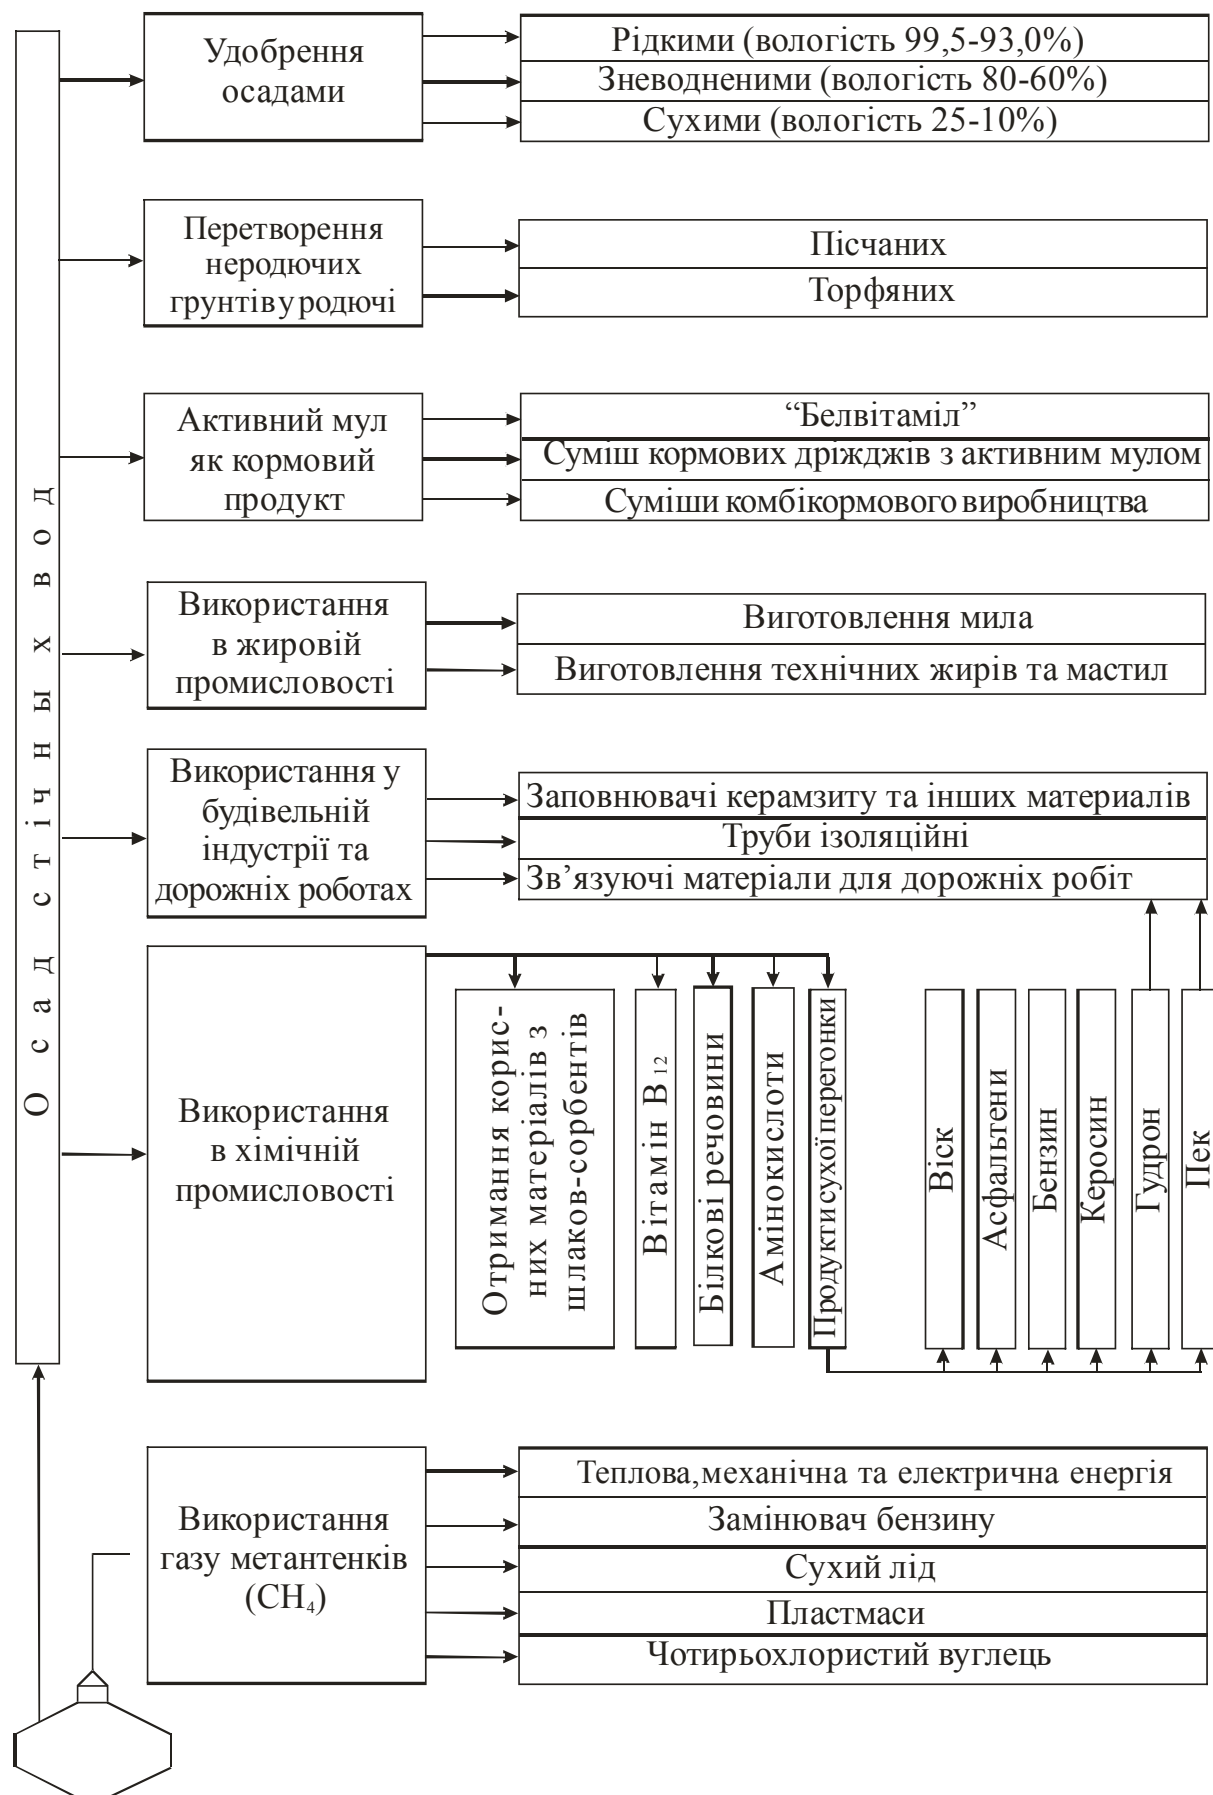 Осад стічных вод
Удобрення
осадами
Рідкими (вологість 99,5-93,0%)
Зневодненими (вологість 80-60%)
Сухими (вологість 25-10%)
Перетворення
неродючих
грунтів у родючі
Пісчаних
Торфяних
Активний мул
як кормовий
продукт
“Белвітаміл”
Суміш кормових дріжджів з активним мулом
Суміши комбікормового виробництва
Використання
в жировій
промисловості
Виготовлення мила
Виготовлення технічних жирів та мастил
Використання у
будівельній
індустрії та
дорожніх роботах
Заповнювачі керамзиту та інших материалів
Труби ізоляційні
Зв’язуючі матеріали для дорожніх робіт
Використання
в хімічній
промисловості
Отримання корис-
них матеріалів з
шлаков-сорбентів
Вітамін В₁₂
Білкові речовини
Амінокислоти
Продукти сухої перегонки
Віск
Асфальтени
Бензин
Керосин
Гудрон
Пек
Використання
газу метантенків
(CH₄)
Теплова, механічна та електрична енергія
Замінювач бензину
Сухий лід
Пластмаси
Чотирьохлористий вуглець